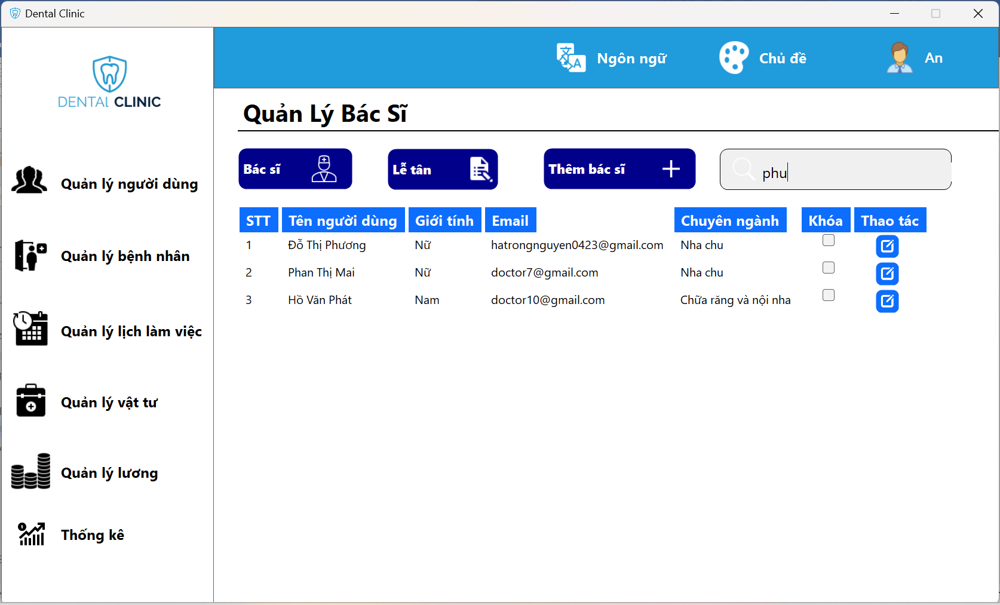 Dental Clinic
DENTAL CLINIC
Ngôn ngữ
Chủ đề
An
Quản Lý Bác Sĩ
Bác sĩ
Lễ tân
Thêm bác sĩ
phu
Quản lý người dùng
Quản lý bệnh nhân
Quản lý lịch làm việc
Quản lý vật tư
Quản lý lương
Thống kê
STT Tên người dùng Giới tính Email Chuyên ngành Khóa Thao tác
1 Đỗ Thị Phương Nữ hatrongnguyen0423@gmail.com Nha chu
2 Phan Thị Mai Nữ doctor7@gmail.com Nha chu
3 Hồ Văn Phát Nam doctor10@gmail.com Chữa răng và nội nha